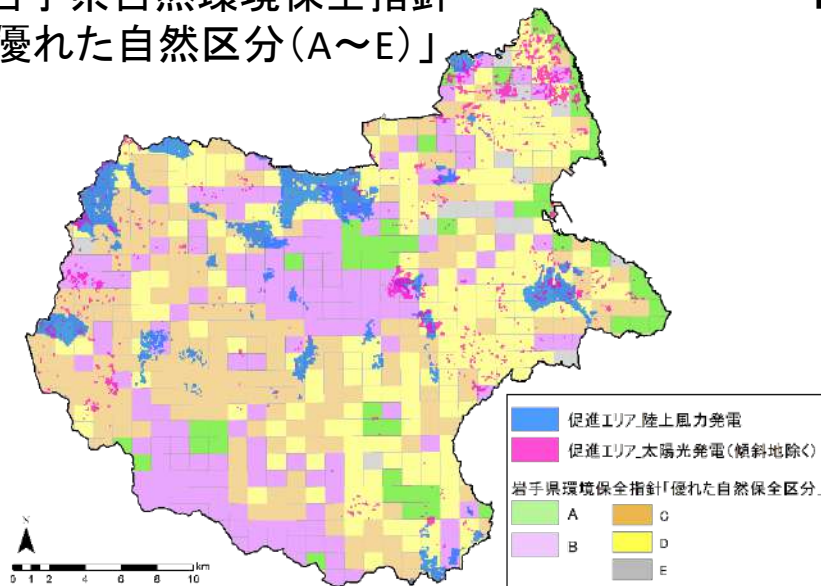 岩手県自然環境保全指針
優れた自然区分（A～E）」
促進エリア_陸上風力発電
促進エリア_太陽光発電（傾斜地除く）
岩手県環境保全指針「優れた自然保全区分」
A
C
B
D
E
N
0 1 2 4 6 8 10 km